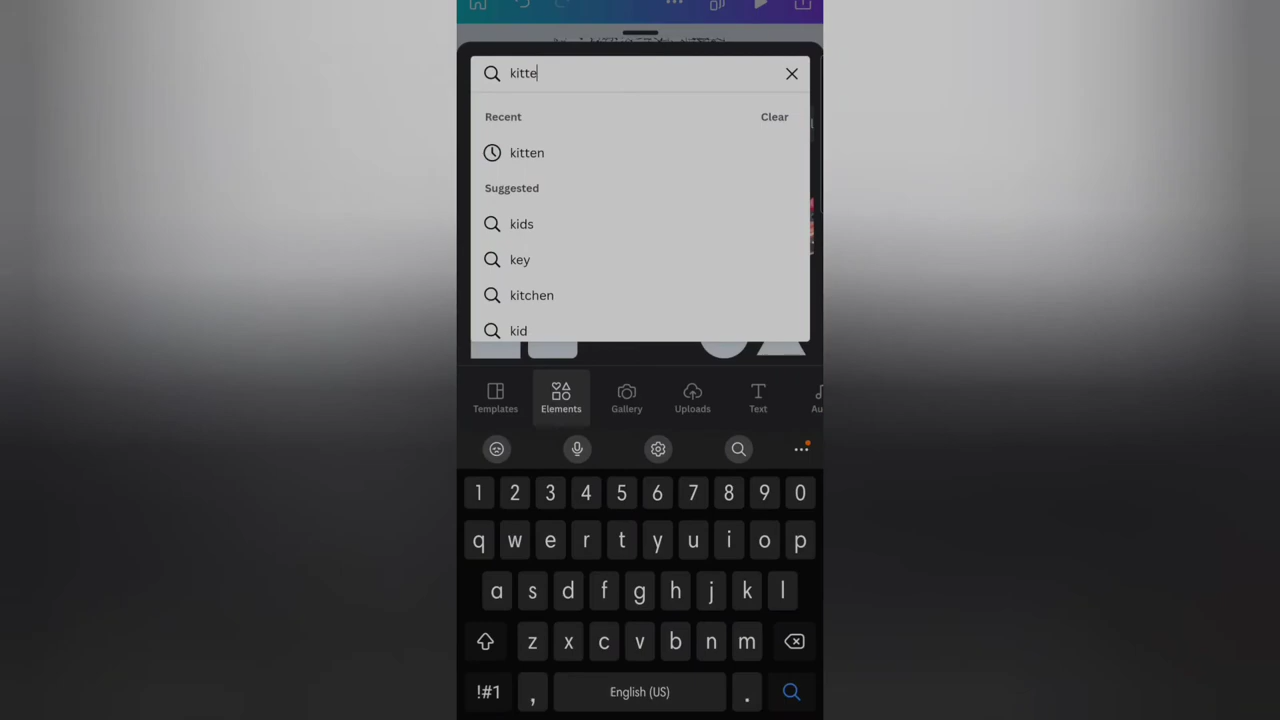 kitte
Recent
Clear
kitten
Suggested
kids
key
kitchen
kid
Templates
Elements
Gallery
Uploads
Text
Au
1 2 3 4 5 6 7 8 9 0
q w e r t y u i o p
a s d f g h j k l
z x c v b n m
!#1 , English (US) .